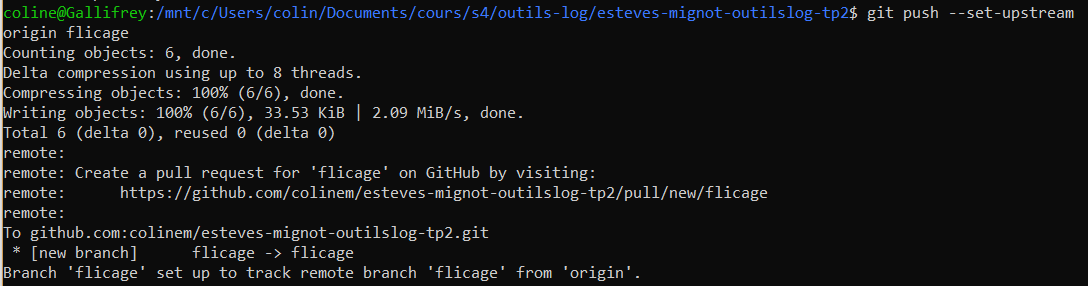 coline@Gallifrey:/mnt/c/Users/colin/Documents/cours/s4/outils-log/esteves-mignot-outilslog-tp2$ git push --set-upstream
origin flicage
Counting objects: 6, done.
Delta compression using up to 8 threads.
Compressing objects: 100% (6/6), done.
Writing objects: 100% (6/6), 33.53 KiB | 2.09 MiB/s, done.
Total 6 (delta 0), reused 0 (delta 0)
remote:
remote: Create a pull request for 'flicage' on GitHub by visiting:
remote:      https://github.com/colinem/esteves-mignot-outilslog-tp2/pull/new/flicage
remote:
To github.com:colinem/esteves-mignot-outilslog-tp2.git
 * [new branch]      flicage -> flicage
Branch 'flicage' set up to track remote branch 'flicage' from 'origin'.